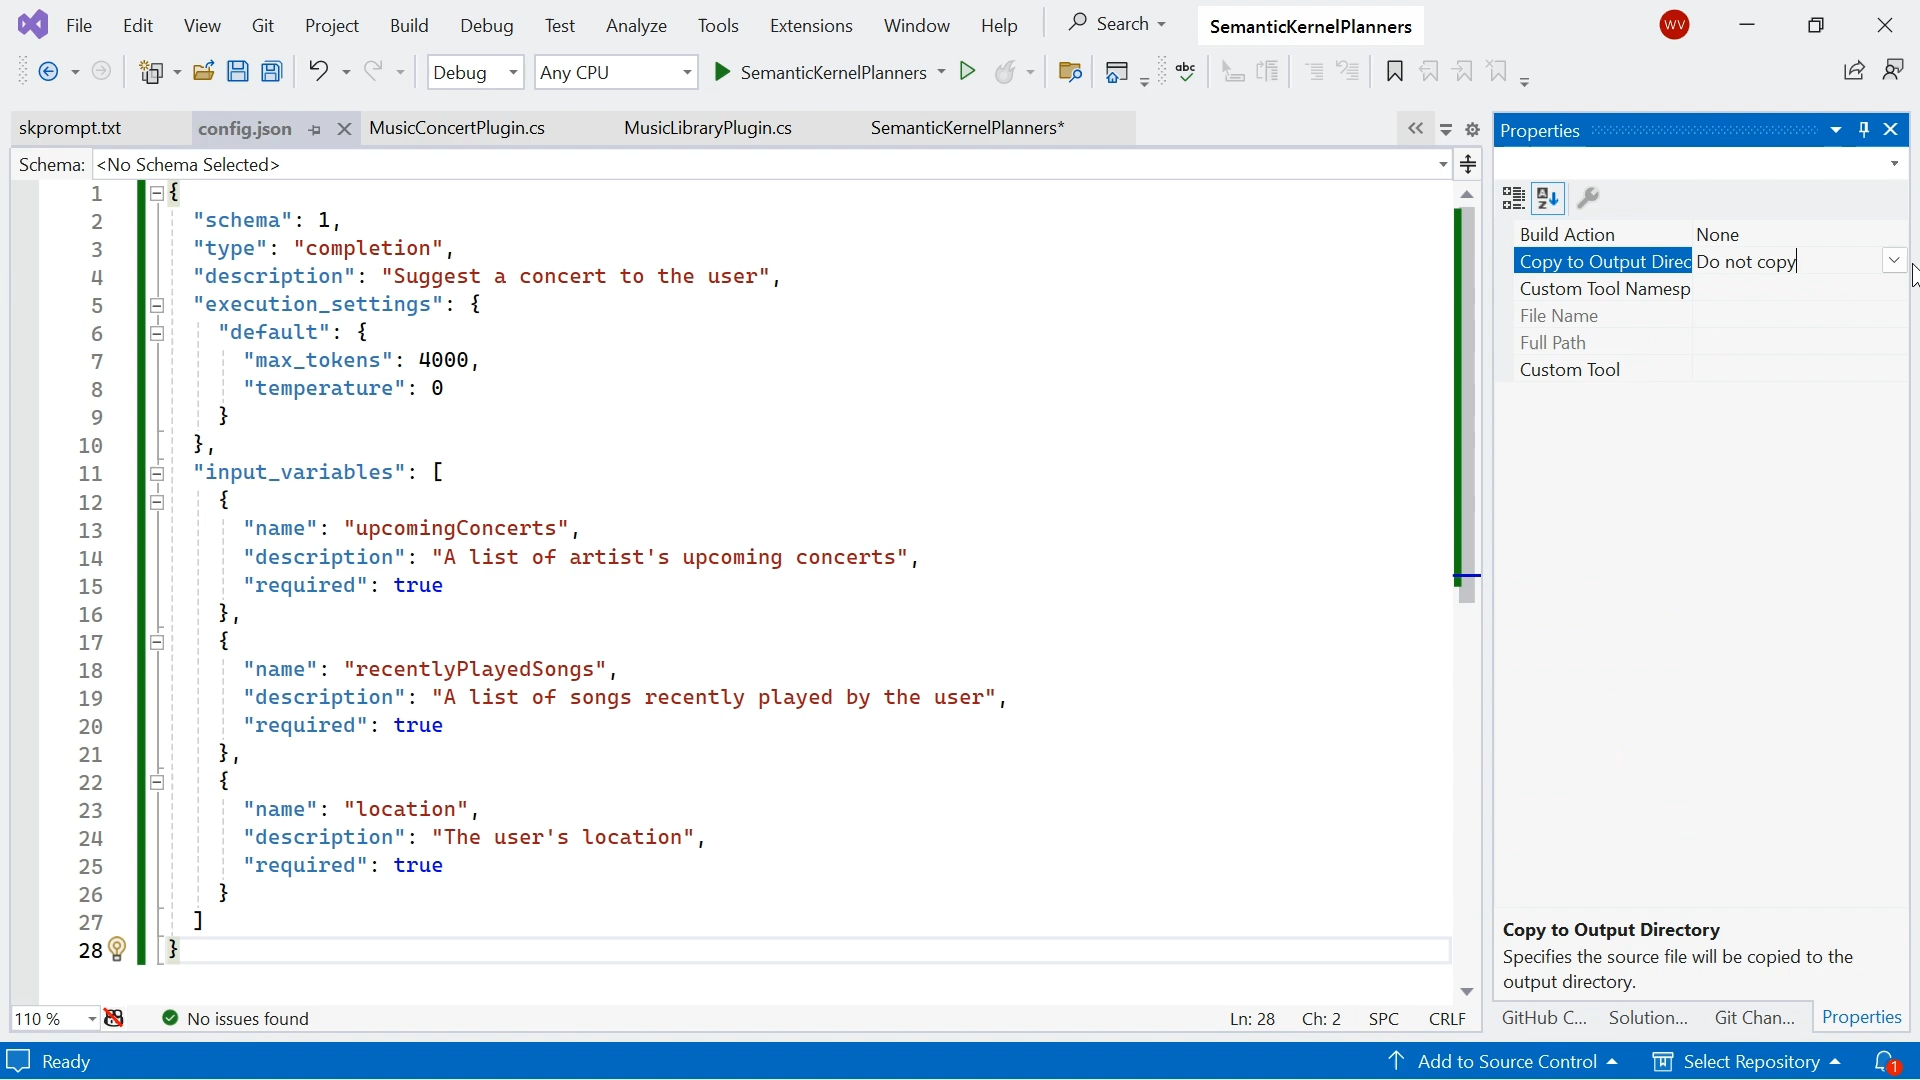 File Edit View Git Project Build Debug Test Analyze Tools Extensions Window Help Search SemanticKernelPlanners WV
Debug Any CPU SemanticKernelPlanners abc
skprompt.txt config.json MusicConcertPlugin.cs MusicLibraryPlugin.cs SemanticKernelPlanners*
Schema: <No Schema Selected>
1 {
2 "schema": 1,
3 "type": "completion",
4 "description": "Suggest a concert to the user",
5 "execution_settings": {
6 "default": {
7 "max_tokens": 4000,
8 "temperature": 0
9 }
10 },
11 "input_variables": [
12 {
13 "name": "upcomingConcerts",
14 "description": "A list of artist's upcoming concerts",
15 "required": true
16 },
17 {
18 "name": "recentlyPlayedSongs",
19 "description": "A list of songs recently played by the user",
20 "required": true
21 },
22 {
23 "name": "location",
24 "description": "The user's location",
25 "required": true
26 }
27 ]
28 }
110 % No issues found Ln: 28 Ch: 2 SPC CRLF
Properties
A Z
Build Action None
Copy to Output Direc Do not copy
Custom Tool Namesp
File Name
Full Path
Custom Tool
Copy to Output Directory
Specifies the source file will be copied to the
output directory.
GitHub C... Solution... Git Chan... Properties
Ready Add to Source Control Select Repository 1